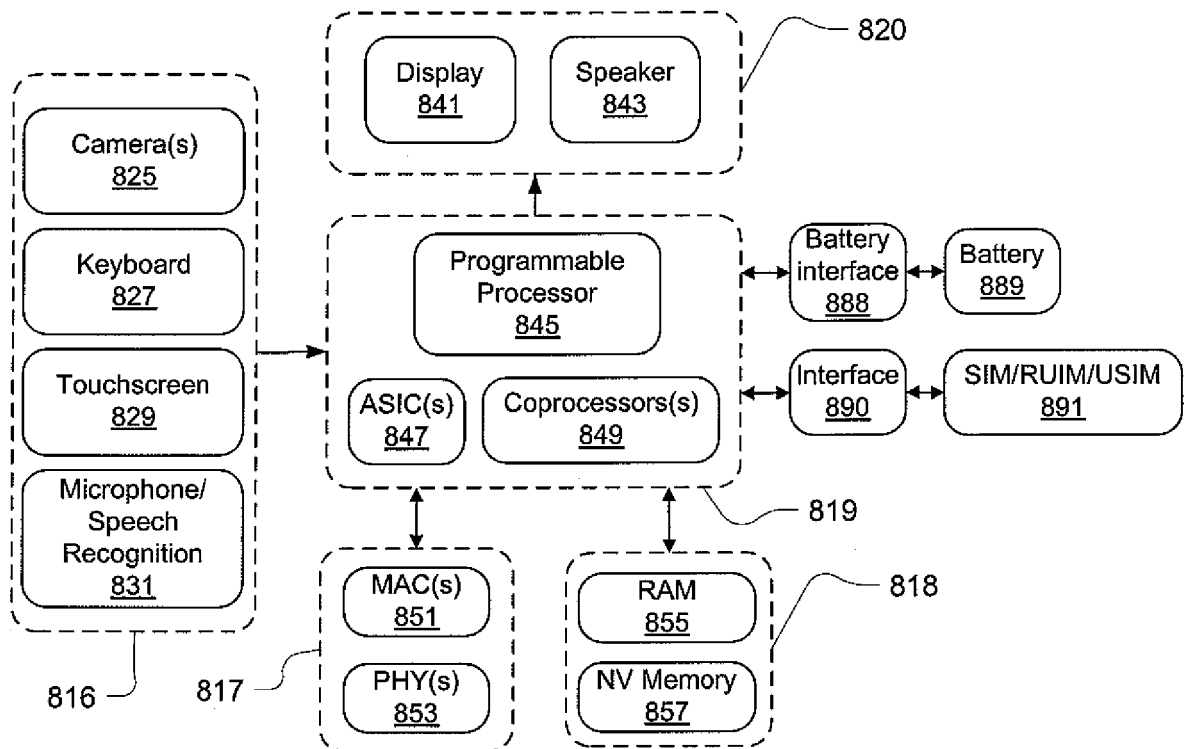 820
Display
841
Speaker
843
Camera(s)
825
Keyboard
827
Touchscreen
829
Microphone/
Speech
Recognition
831
816
Programmable
Processor
845
ASIC(s)
847
Coprocessors(s)
849
819
Battery
interface
888
Battery
889
Interface
890
SIM/RUIM/USIM
891
MAC(s)
851
PHY(s)
853
817
RAM
855
NV Memory
857
818